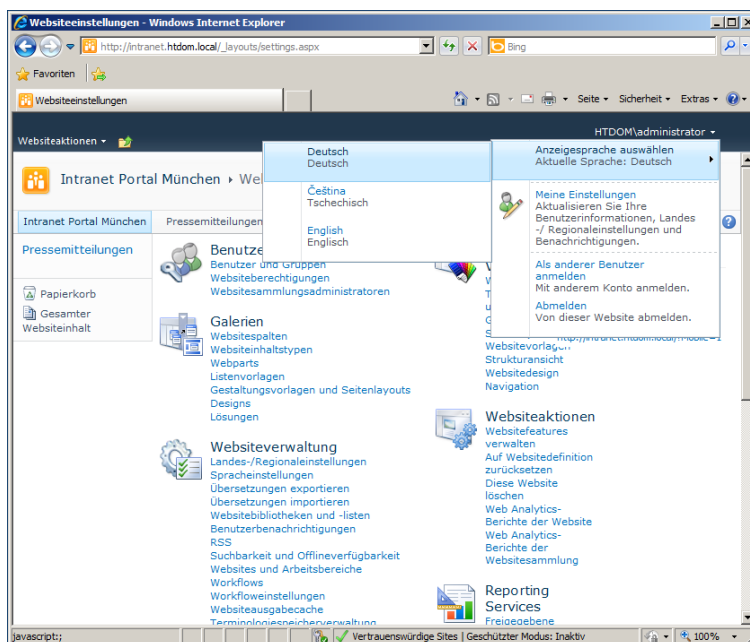 Websiteeinstellungen - Windows Internet Explorer
http://intranet.htdom.local/_layouts/settings.aspx
Bing
Favoriten
Websiteeinstellungen
Seite
Sicherheit
Extras
Websiteaktionen
HTDOM\administrator
Deutsch
Deutsch
Čeština
Tschechisch
English
Englisch
Anzeigesprache auswählen
Aktuelle Sprache: Deutsch
Meine Einstellungen
Aktualisieren Sie Ihre
Benutzerinformationen, Landes
-/ Regionaleinstellungen und
Benachrichtigungen.
Als anderer Benutzer
anmelden
Mit anderem Konto anmelden.
Abmelden
Von dieser Website abmelden.
Intranet Portal München
Intranet Portal München
Pressemitteilungen
Pressemitteilungen
Papierkorb
Gesamter
Websiteinhalt
Benutzer und Gruppen
Websiteberechtigungen
Websitesammlungsadministratoren
Galerien
Websitespalten
Websiteinhaltstypen
Webparts
Listenvorlagen
Gestaltungsvorlagen und Seitenlayouts
Designs
Lösungen
Websiteverwaltung
Landes-/Regionaleinstellungen
Spracheinstellungen
Übersetzungen exportieren
Übersetzungen importieren
Websitebibliotheken und -listen
Benutzerbenachrichtigungen
RSS
Suchbarkeit und Offlineverfügbarkeit
Websites und Arbeitsbereiche
Workflows
Workfloweinstellungen
Websiteausgabecache
Terminologiespeicherverwaltung
Websitevorlagen
Strukturansicht
Websitedesign
Navigation
Websiteaktionen
Websitefeatures
verwalten
Auf Websitedefinition
zurücksetzen
Diese Website
löschen
Web Analytics-
Berichte der Website
Web Analytics-
Berichte der
Websitesammlung
Reporting
Services
Freigegebene
javascript:;
Vertrauenswürdige Sites | Geschützter Modus: Inaktiv
100%